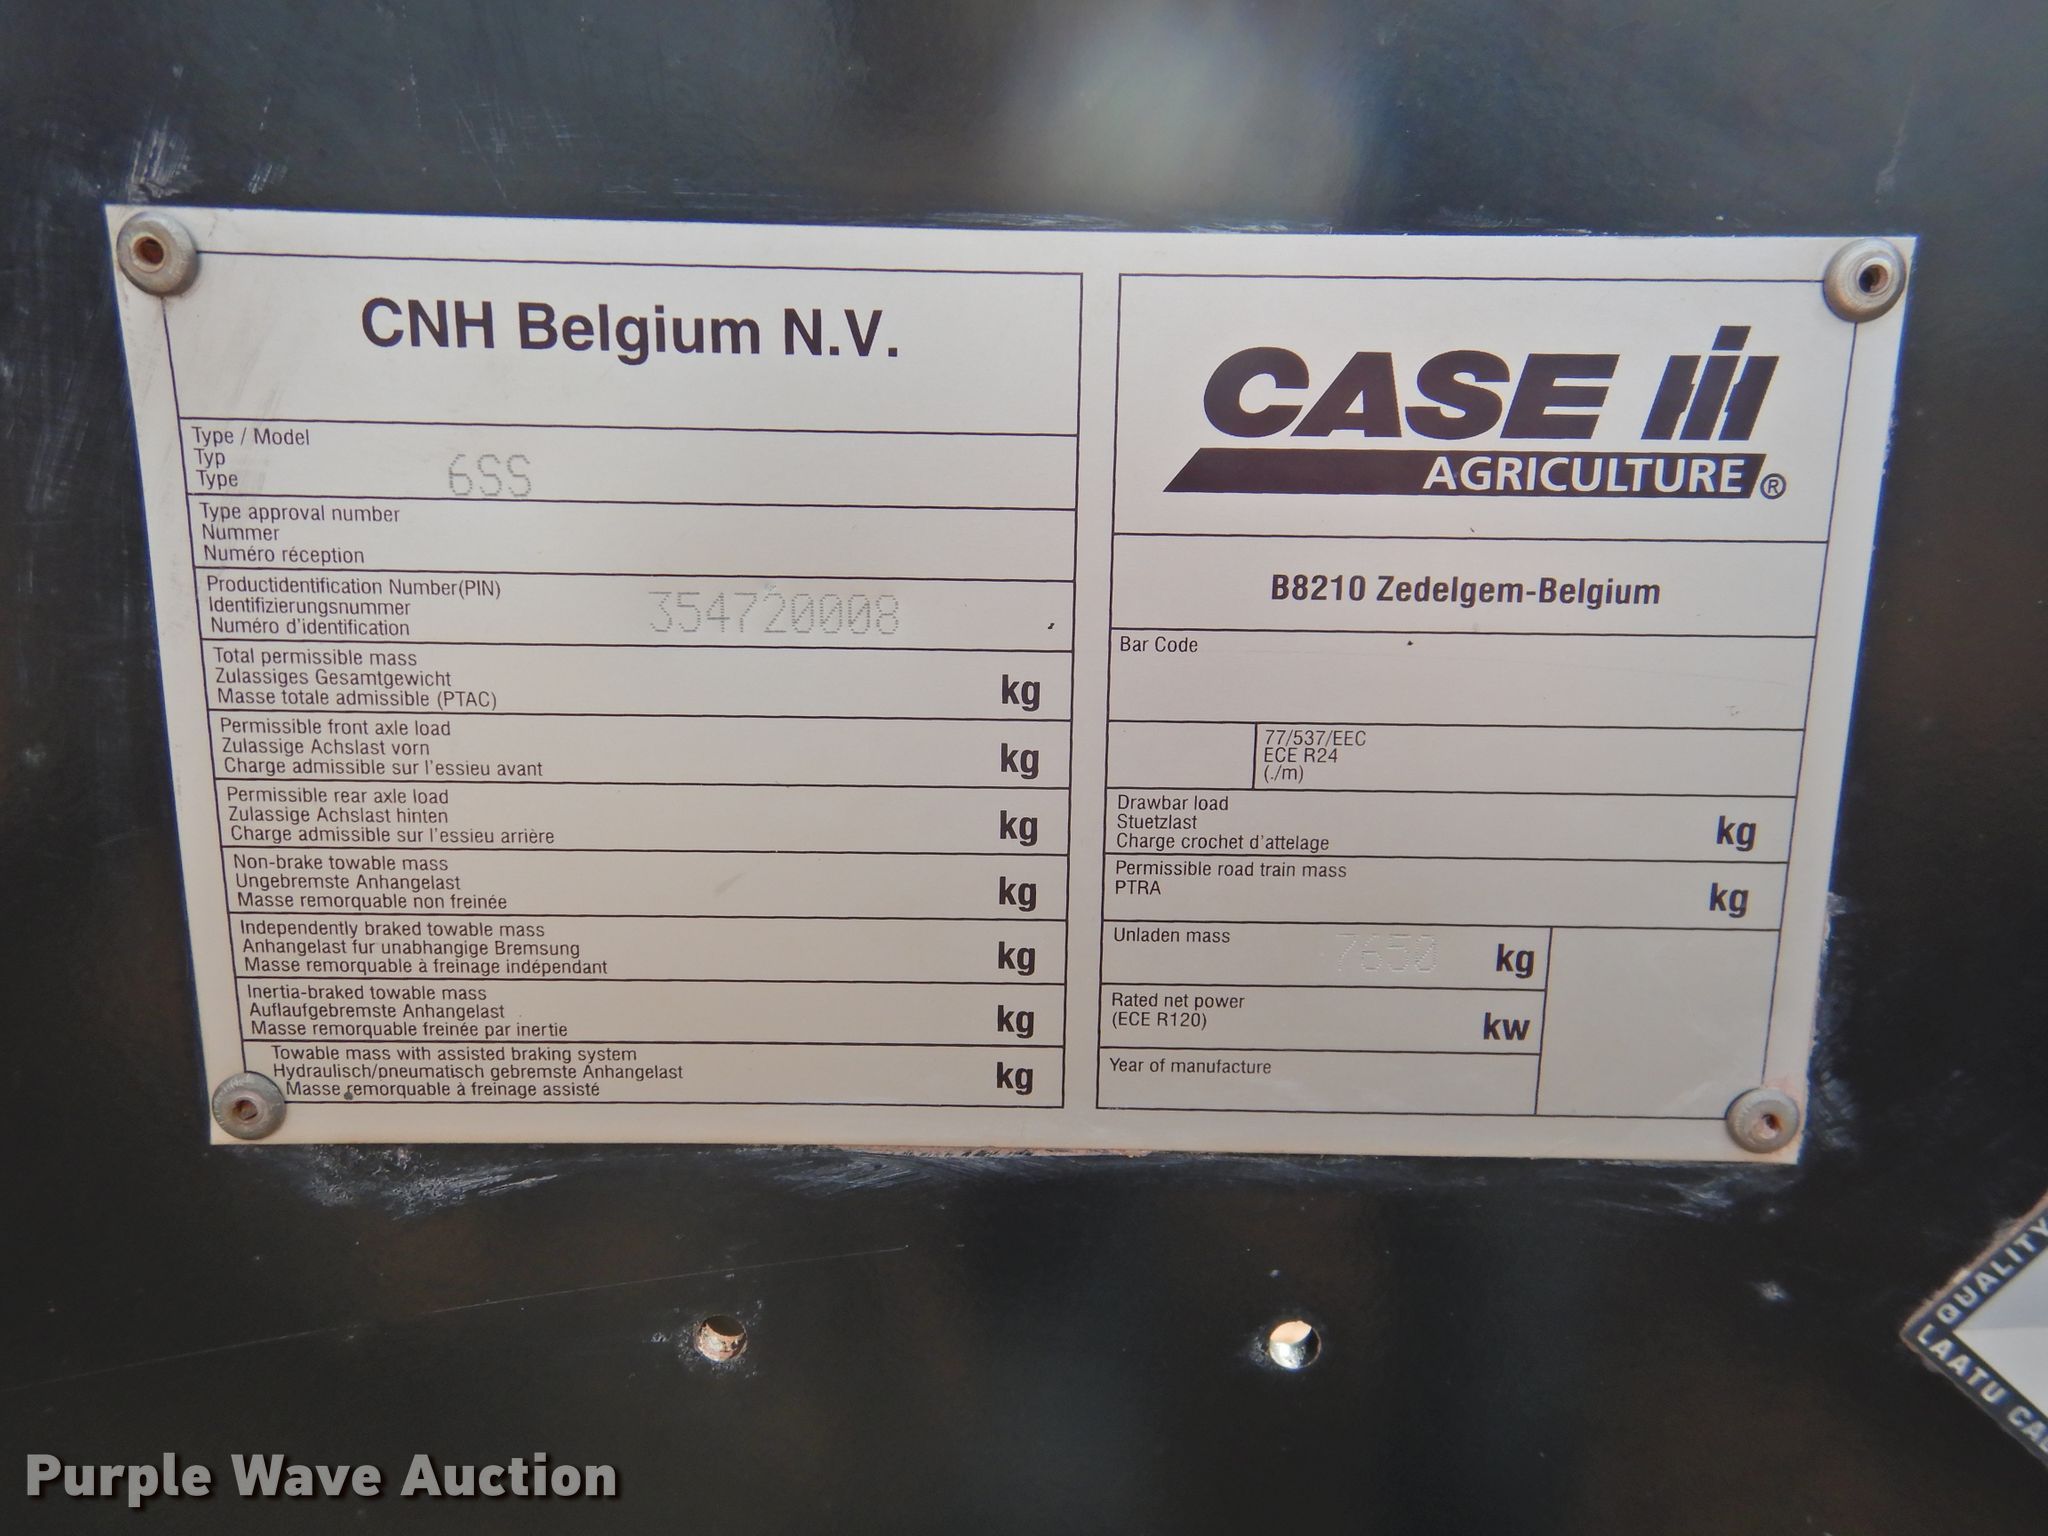 CNH Belgium N.V.
Type / Model
Typ
Type
6SS
Type approval number
Nummer
Numéro réception
Productidentification Number(PIN)
Identifizierungsnummer
Numéro d'identification
354720008
Total permissible mass
Zulassiges Gesamtgewicht
Masse totale admissible (PTAC)
kg
Permissible front axle load
Zulassige Achslast vorn
Charge admissible sur l'essieu avant
kg
Permissible rear axle load
Zulassige Achslast hinten
Charge admissible sur l'essieu arrière
kg
Non-brake towable mass
Ungebremste Anhangelast
Masse remorquable non freinée
kg
Independently braked towable mass
Anhangelast fur unabhangige Bremsung
Masse remorquable à freinage indépendant
kg
Inertia-braked towable mass
Auflaufgebremste Anhangelast
Masse remorquable freinée par inertie
kg
Towable mass with assisted braking system
Hydraulisch/pneumatisch gebremste Anhangelast
Masse remorquable à freinage assisté
kg
CASE IH
AGRICULTURE ®
B8210 Zedelgem-Belgium
Bar Code
77/537/EEC
ECE R24
(./m)
Drawbar load
Stuetzlast
Charge crochet d'attelage
kg
Permissible road train mass
PTRA
kg
Unladen mass
7650 kg
Rated net power
(ECE R120)
kw
Year of manufacture
QUALITY
LAATU
Purple Wave Auction